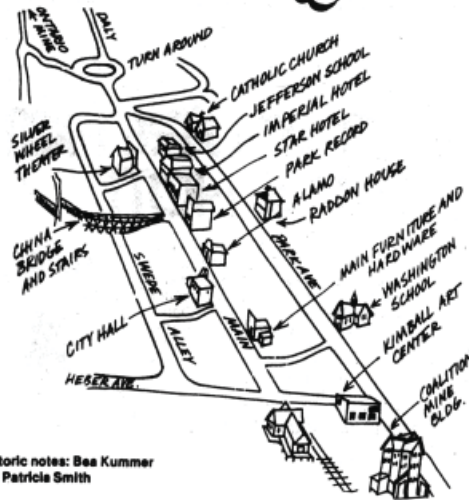 ONTARIO
MINE
DALY
TURN AROUND
CATHOLIC CHURCH
JEFFERSON SCHOOL
IMPERIAL HOTEL
STAR HOTEL
PARK RECORD
ALAMO
RADDON HOUSE
SILVER
WHEEL
THEATER
CHINA
BRIDGE
AND STAIRS
SWEDE
ALLEY
CITY HALL
MAIN
PARK AVE
MAIN FURNITURE AND
HARDWARE
WASHINGTON
SCHOOL
KIMBALL ART
CENTER
COALITION
MINE
BLDG.
HEBER AVE.
toric notes: Bea Kummer
Patricia Smith